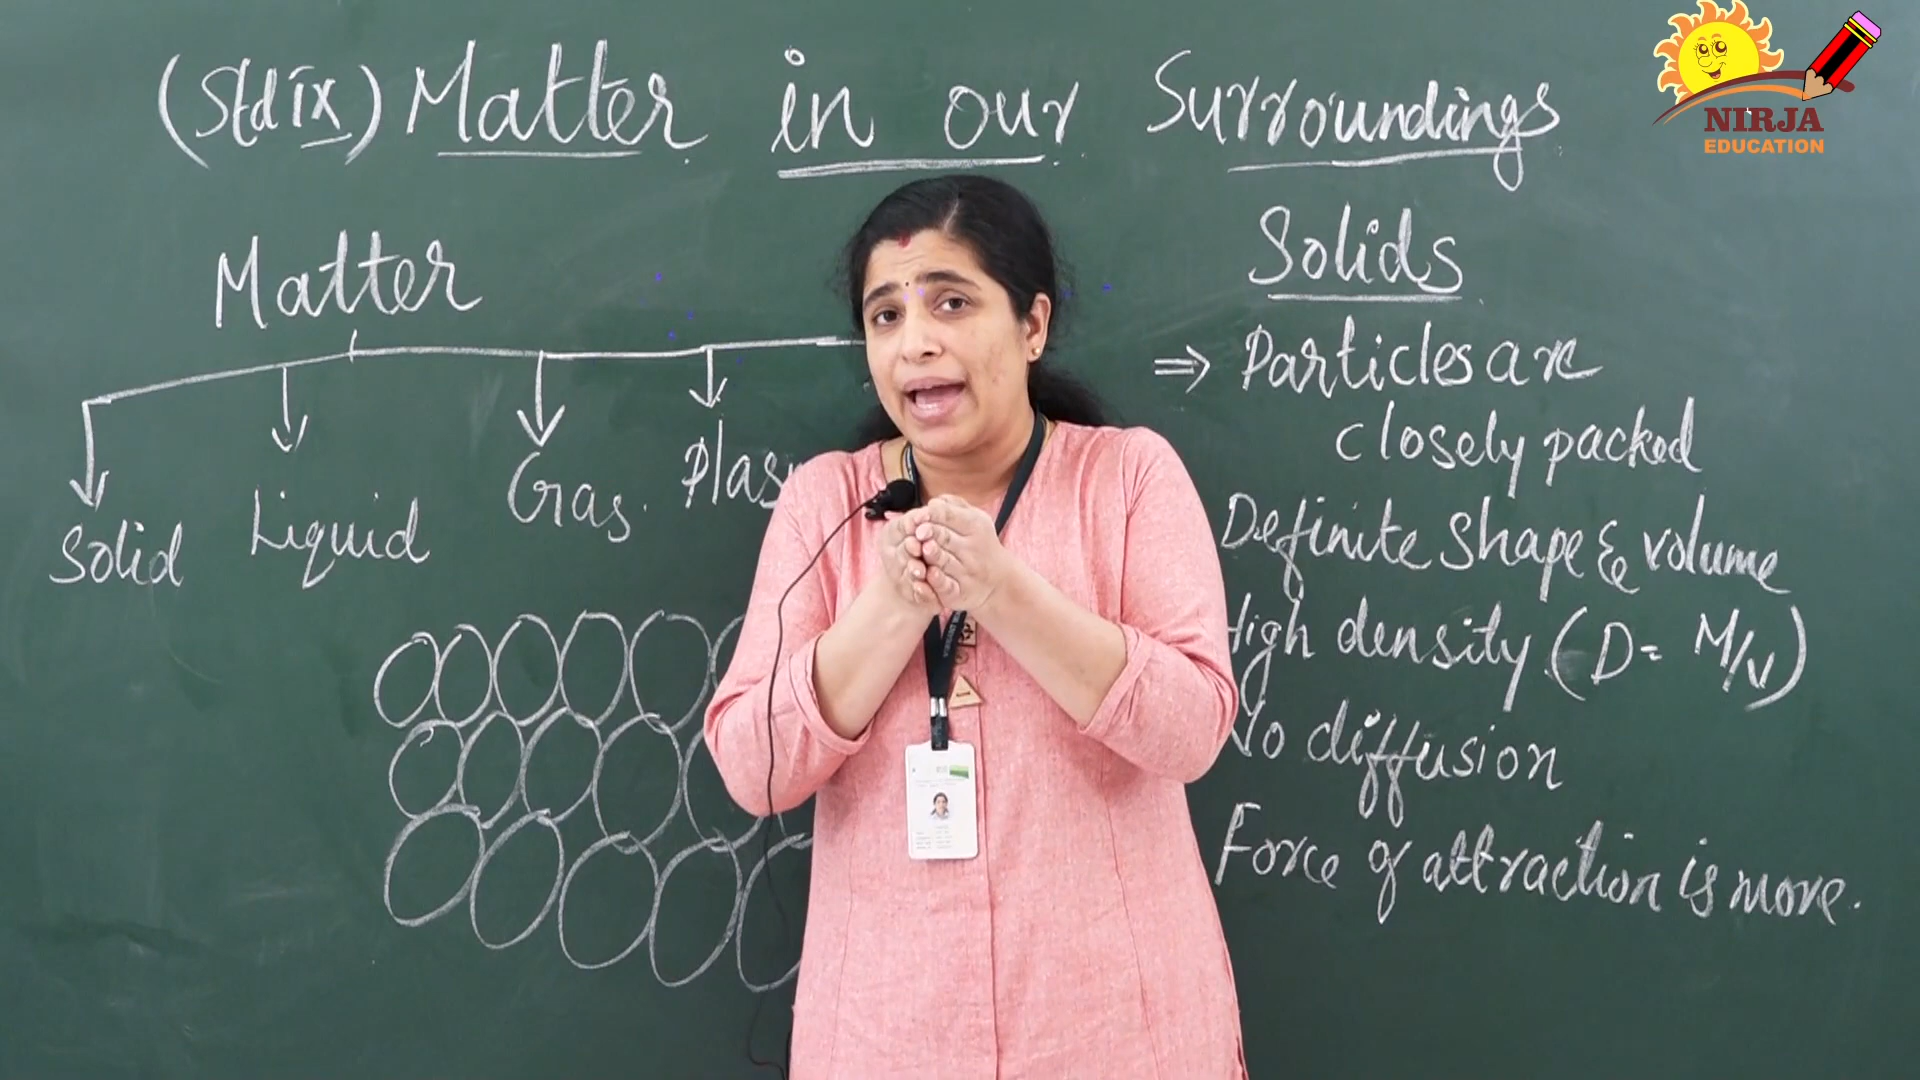 (Std IX) Matter in our Surroundings
NIRJA
EDUCATION
Matter
Solid
Liquid
Gas.
Plas
Solids
⇒ Particles are
closely packed
Definite Shape & volume
High density (D = M/V)
No diffusion
Force of attraction is more.